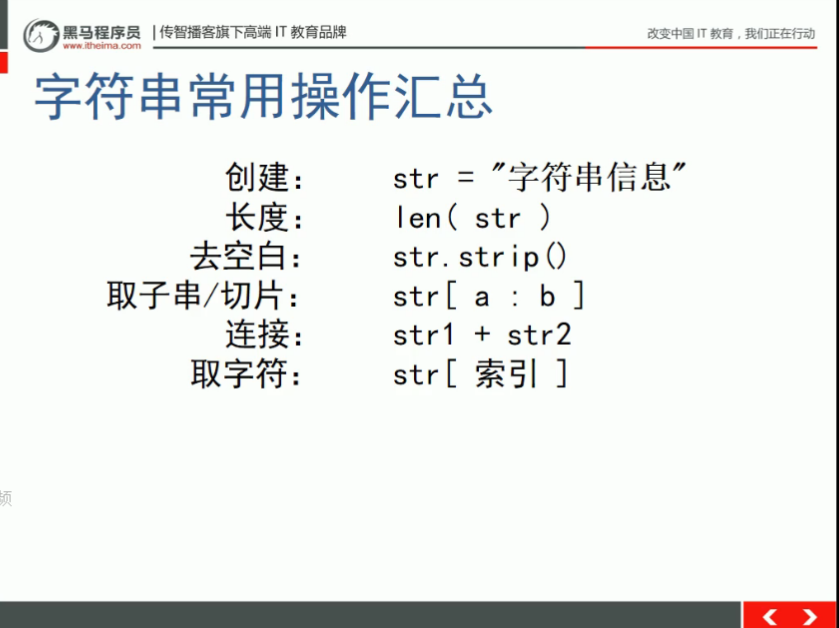 黑马程序员 | 传智播客旗下高端 IT 教育品牌 改变中国 IT 教育，我们正在行动
www.itheima.com
字符串常用操作汇总
创建： str = "字符串信息"
长度： len( str )
去空白： str.strip()
取子串/切片： str[ a : b ]
连接： str1 + str2
取字符： str[ 索引 ]
频